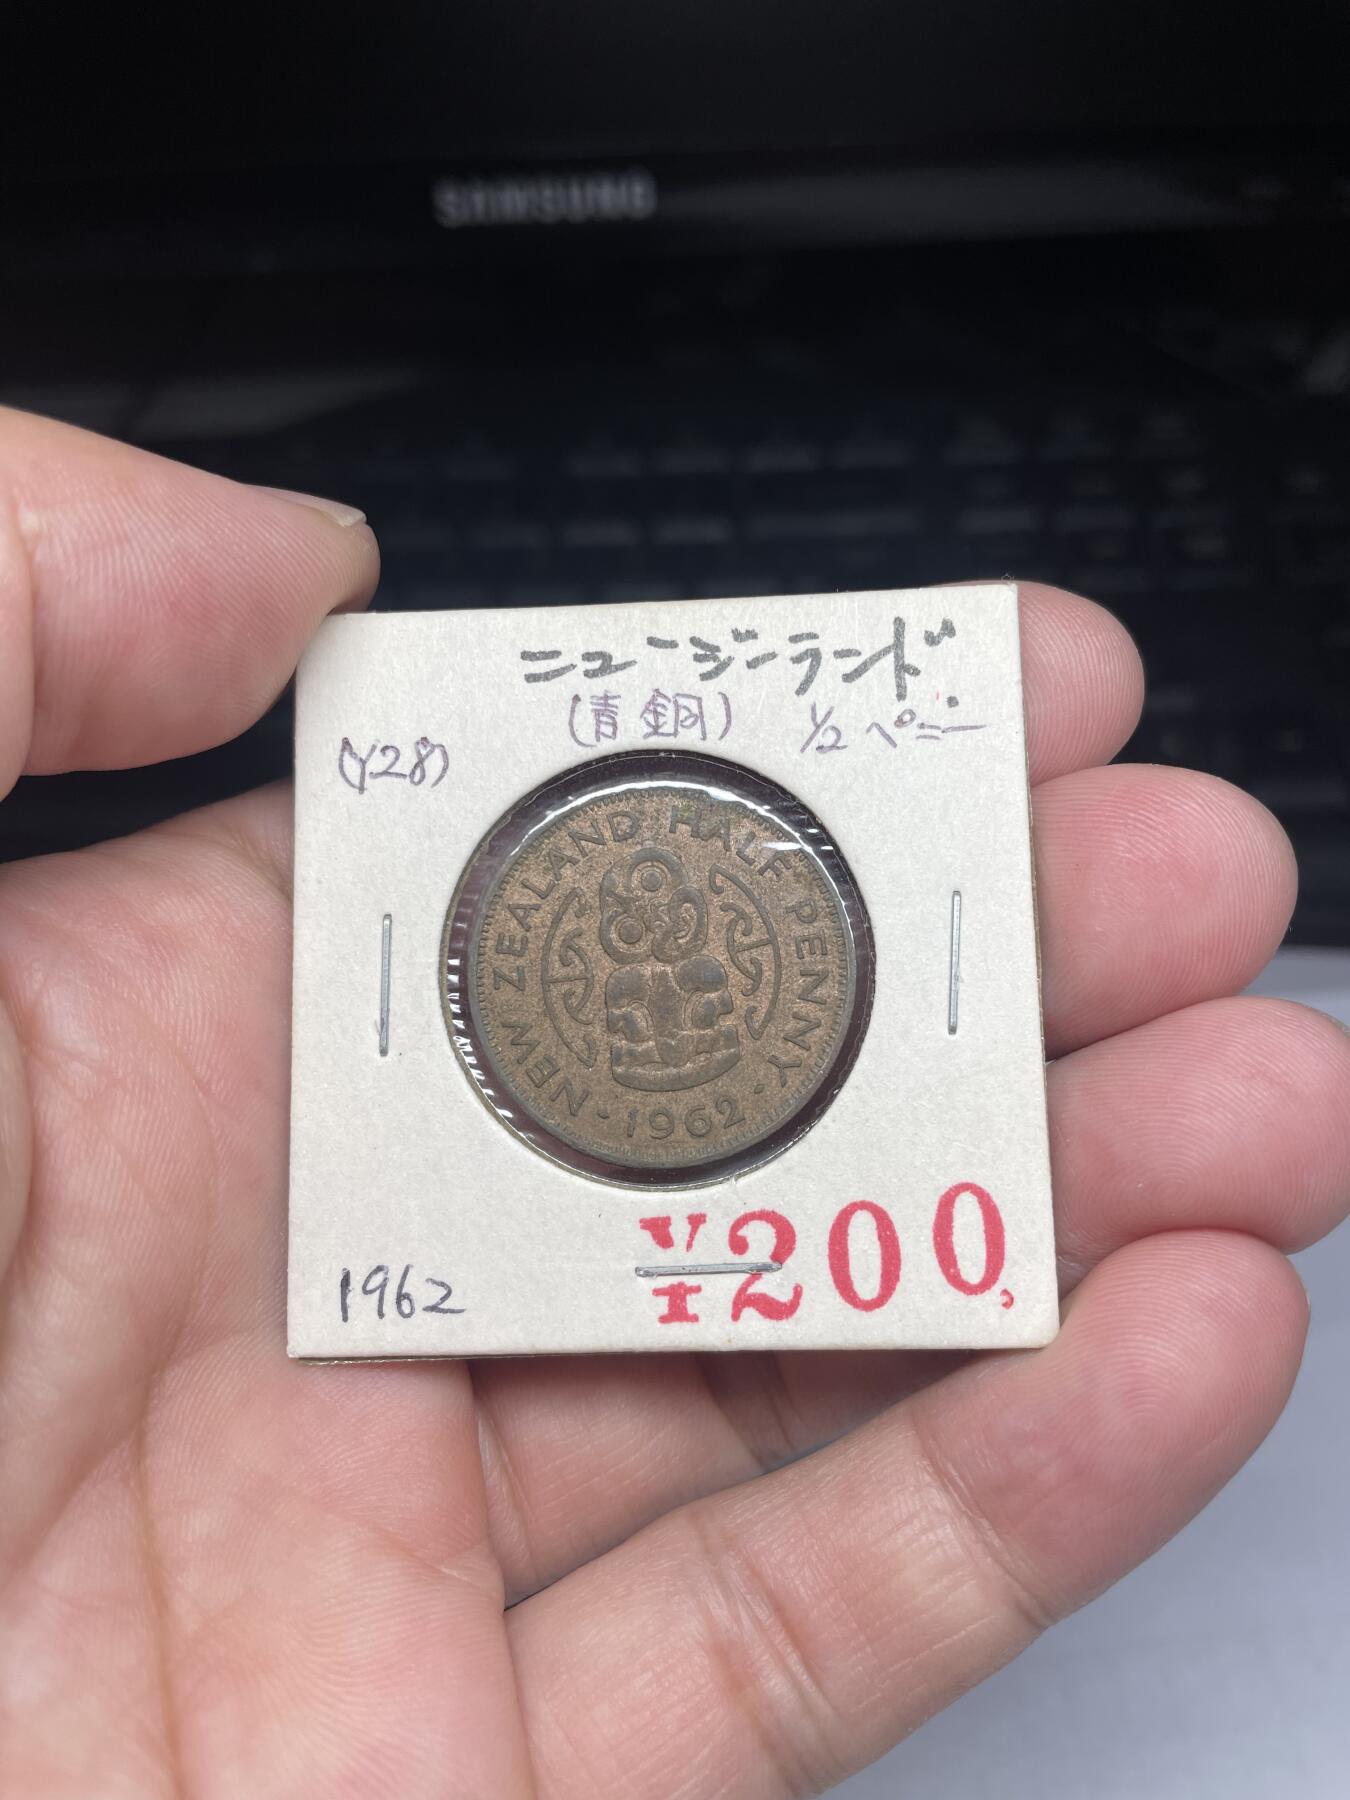 SAMSUNG
ニュージーランド
(青銅) 1/2 ペニー
(Y28)
NEW ZEALAND HALF PENNY
· 1962 ·
1962
¥200,